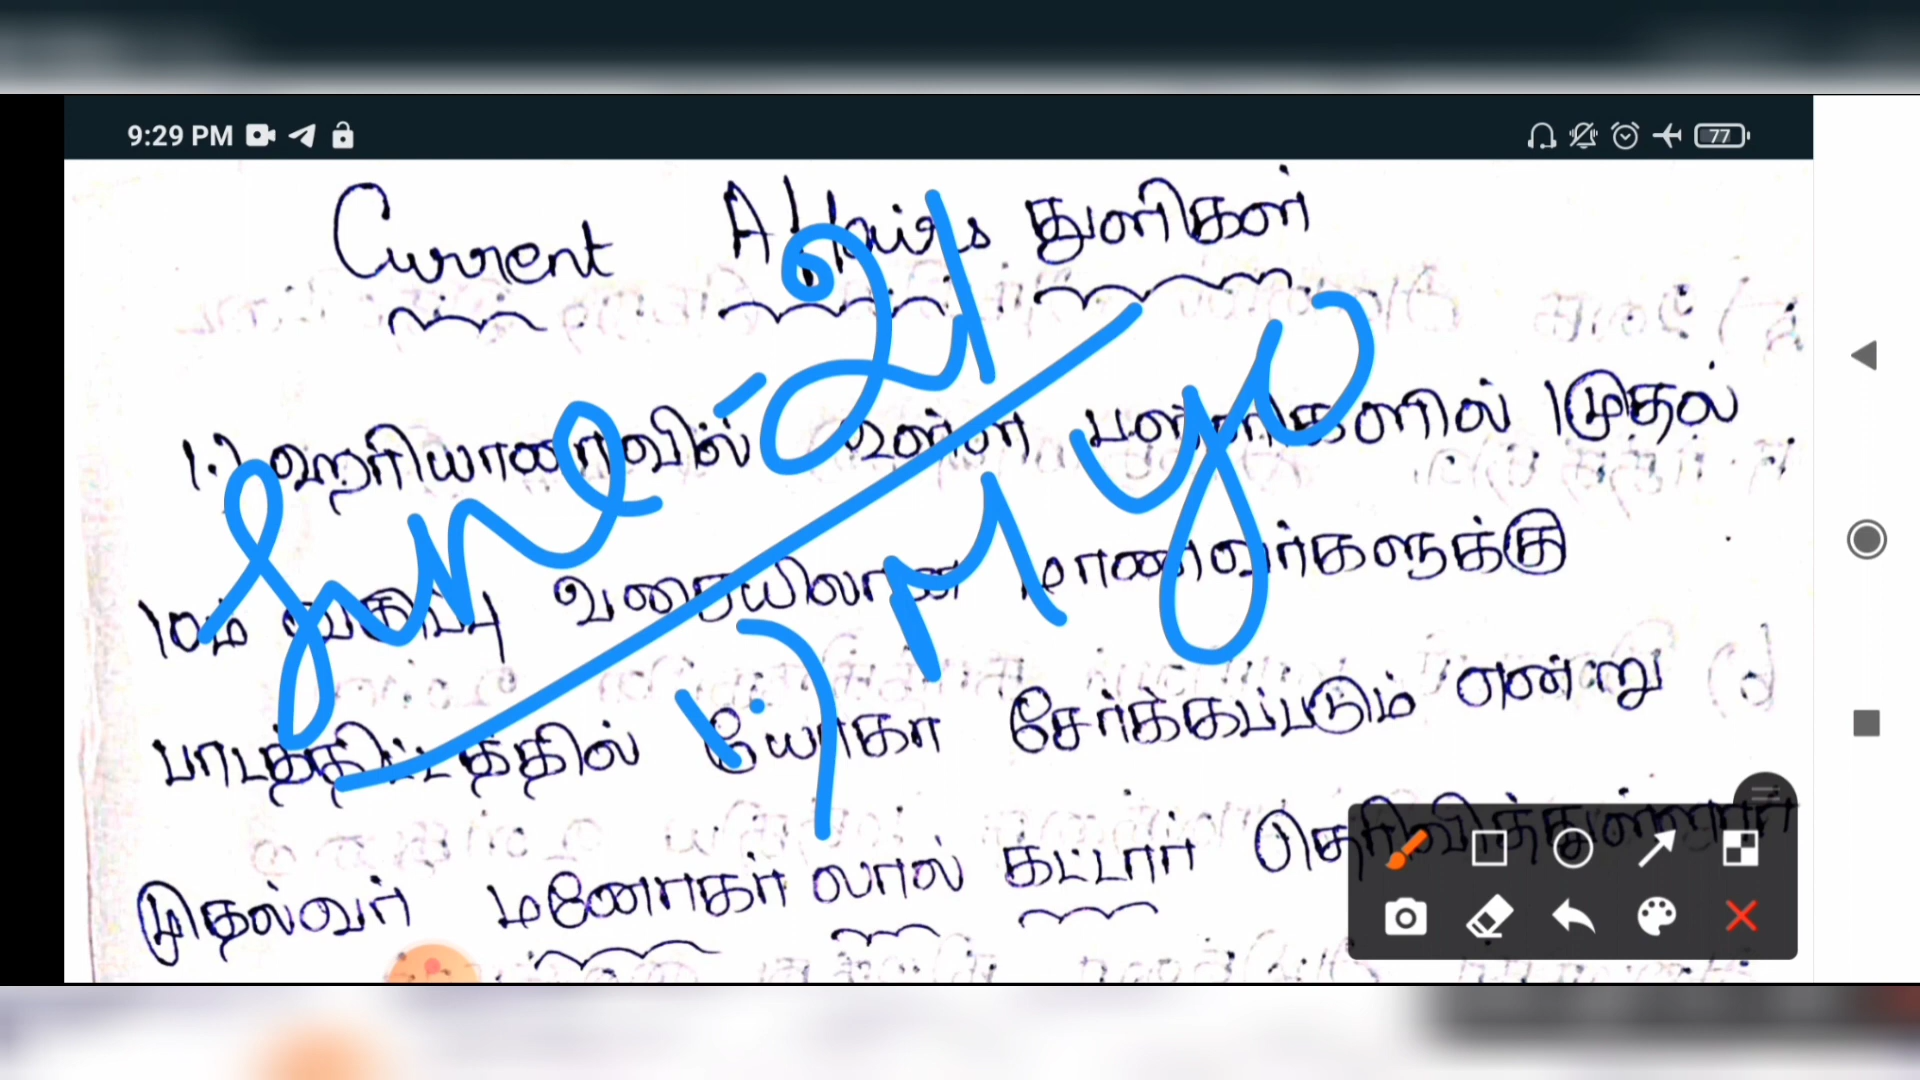 9:29 PM
77
Current Affairs துளிகள்
1.) ஹரியானாவில் உள்ள பள்ளிகளில் 1முதல்
10ம் வகுப்பு வரையிலான மாணவர்களுக்கு
பாடத்திட்டத்தில் யோகா சேர்க்கப்படும் என்று
முதல்வர் மனோகர் லால் கட்டார் தெரிவித்துள்ளார்
June -21